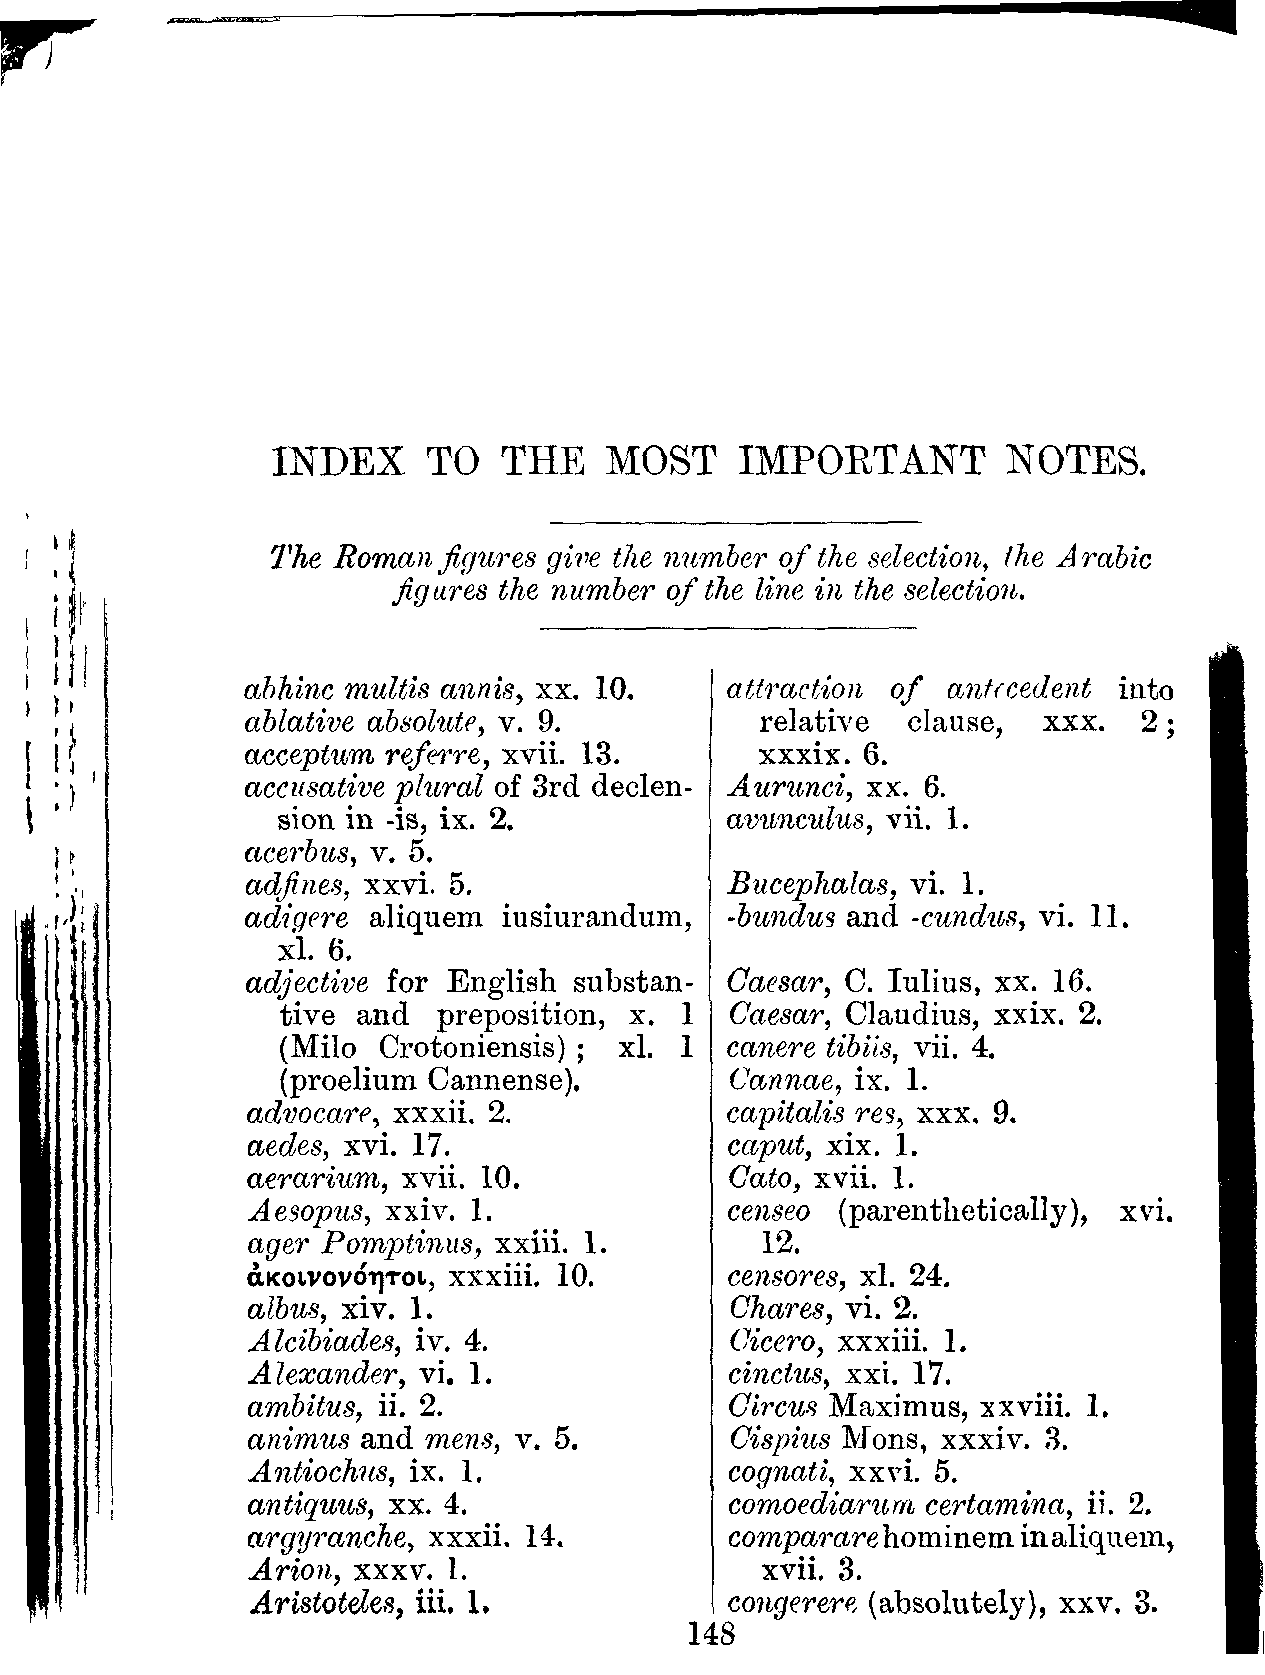 INDEX TO THE MOST IMPORTANT NOTES.
The Roman figures give the number of the selection, the Arabic
figures the number of the line in the selection.
abhinc multis annis, xx. 10.
ablative absolute, v. 9.
acceptum referre, xvii. 13.
accusative plural of 3rd declen-
sion in -is, ix. 2.
acerbus, v. 5.
adfines, xxvi. 5.
adigere aliquem iusiurandum,
xl. 6.
adjective for English substan-
tive and preposition, x. 1
(Milo Crotoniensis); xl. 1
(proelium Cannense).
advocare, xxxii. 2.
aedes, xvi. 17.
aerarium, xvii. 10.
Aesopus, xxiv. 1.
ager Pomptinus, xxiii. 1.
ἀκοινονόητοι, xxxiii. 10.
albus, xiv. 1.
Alcibiades, iv. 4.
Alexander, vi. 1.
ambitus, ii. 2.
animus and mens, v. 5.
Antiochus, ix. 1.
antiquus, xx. 4.
argyranche, xxxii. 14.
Arion, xxxv. 1.
Aristoteles, iii. 1.
attraction of antecedent into
relative clause, xxx. 2;
xxxix. 6.
Aurunci, xx. 6.
avunculus, vii. 1.
Bucephalas, vi. 1.
-bundus and -cundus, vi. 11.
Caesar, C. Iulius, xx. 16.
Caesar, Claudius, xxix. 2.
canere tibiis, vii. 4.
Cannae, ix. 1.
capitalis res, xxx. 9.
caput, xix. 1.
Cato, xvii. 1.
censeo (parenthetically), xvi.
12.
censores, xl. 24.
Chares, vi. 2.
Cicero, xxxiii. 1.
cinctus, xxi. 17.
Circus Maximus, xxviii. 1.
Cispius Mons, xxxiv. 3.
cognati, xxvi. 5.
comoediarum certamina, ii. 2.
comparare hominem in aliquem,
xvii. 3.
congerere (absolutely), xxv. 3.
148